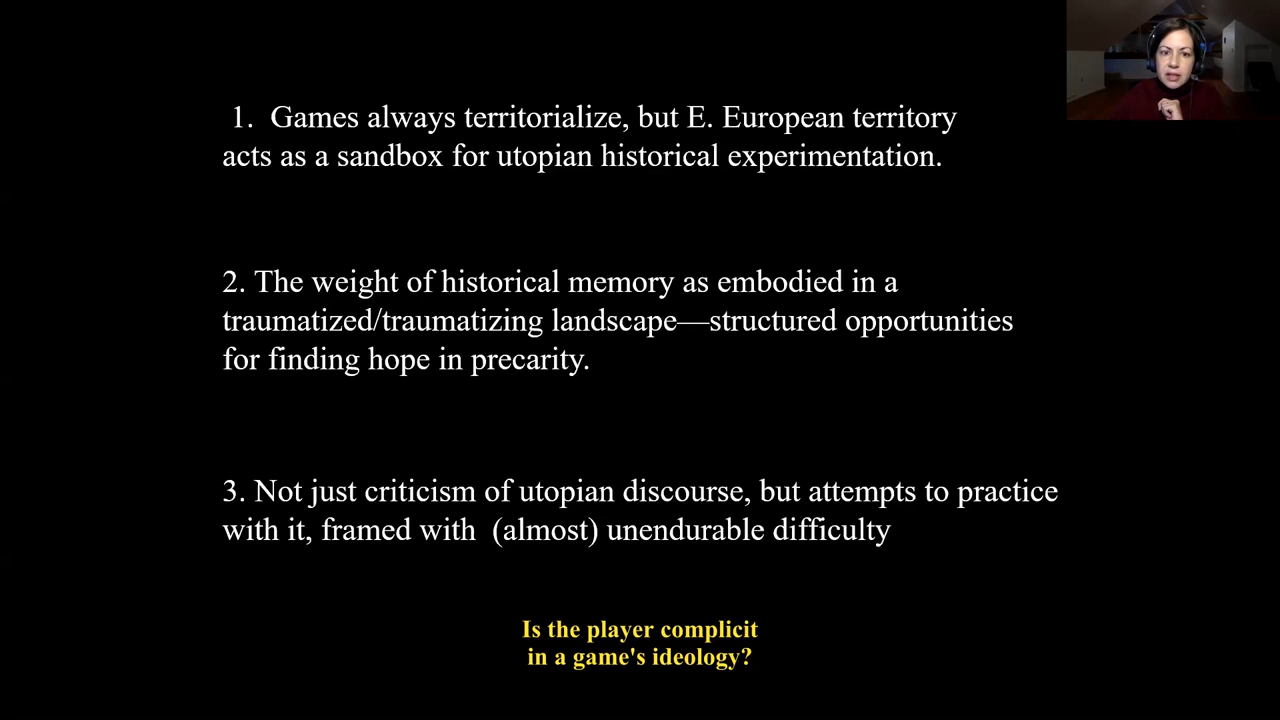 1. Games always territorialize, but E. European territory
acts as a sandbox for utopian historical experimentation.
2. The weight of historical memory as embodied in a
traumatized/traumatizing landscape—structured opportunities
for finding hope in precarity.
3. Not just criticism of utopian discourse, but attempts to practice
with it, framed with (almost) unendurable difficulty
Is the player complicit
in a game's ideology?